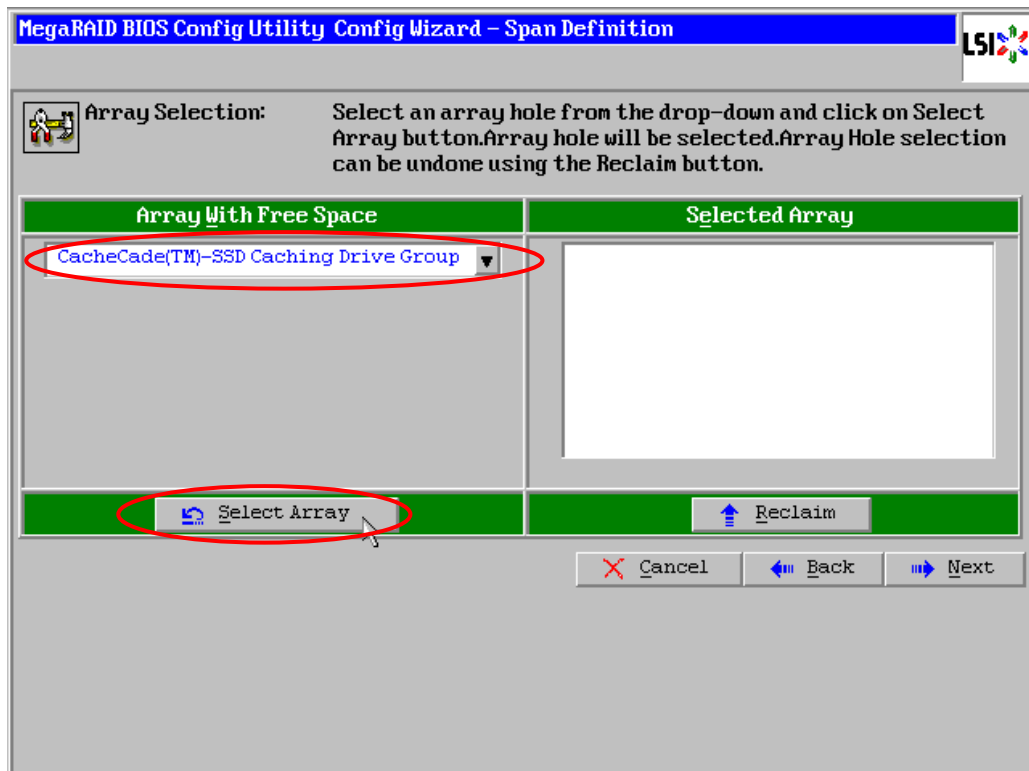 MegaRAID BIOS Config Utility Config Wizard – Span Definition
LSI
Array Selection:
Select an array hole from the drop-down and click on Select
Array button.Array hole will be selected.Array Hole selection
can be undone using the Reclaim button.
Array With Free Space
Selected Array
CacheCade(TM)-SSD Caching Drive Group
Select Array
Reclaim
Cancel
Back
Next